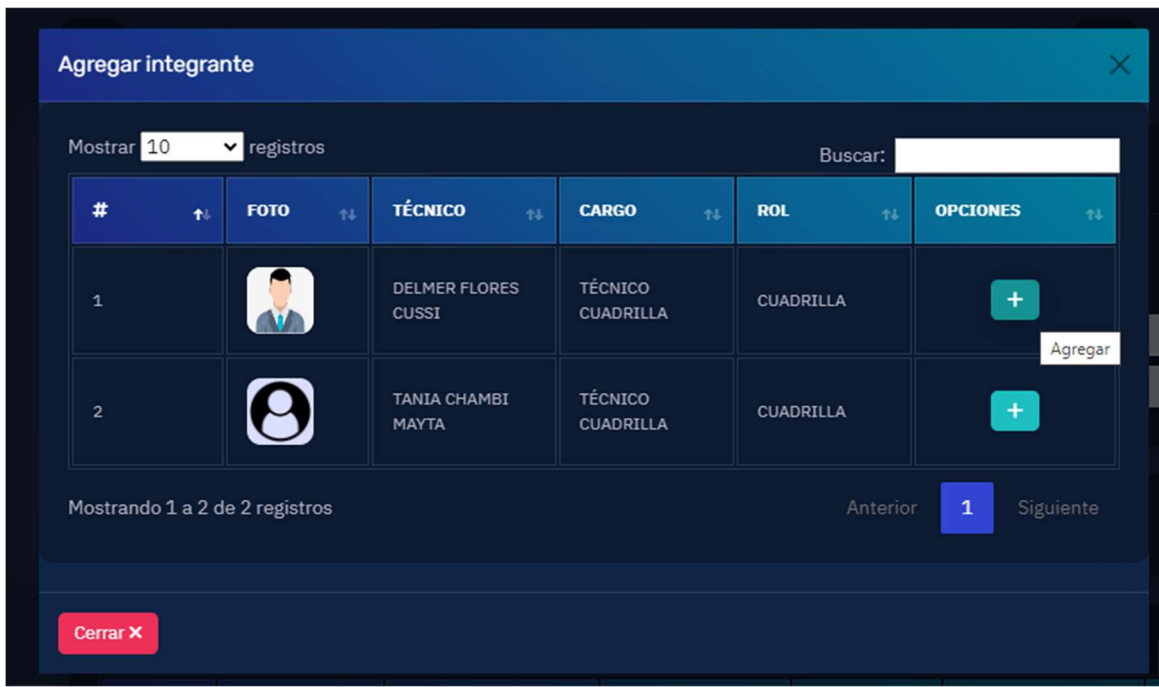 Agregar integrante
Mostrar 10 registros
Buscar:
# FOTO TÉCNICO CARGO ROL OPCIONES
1 DELMER FLORES CUSSI TÉCNICO CUADRILLA CUADRILLA +
Agregar
2 TANIA CHAMBI MAYTA TÉCNICO CUADRILLA CUADRILLA +
Mostrando 1 a 2 de 2 registros
Anterior 1 Siguiente
Cerrar ×